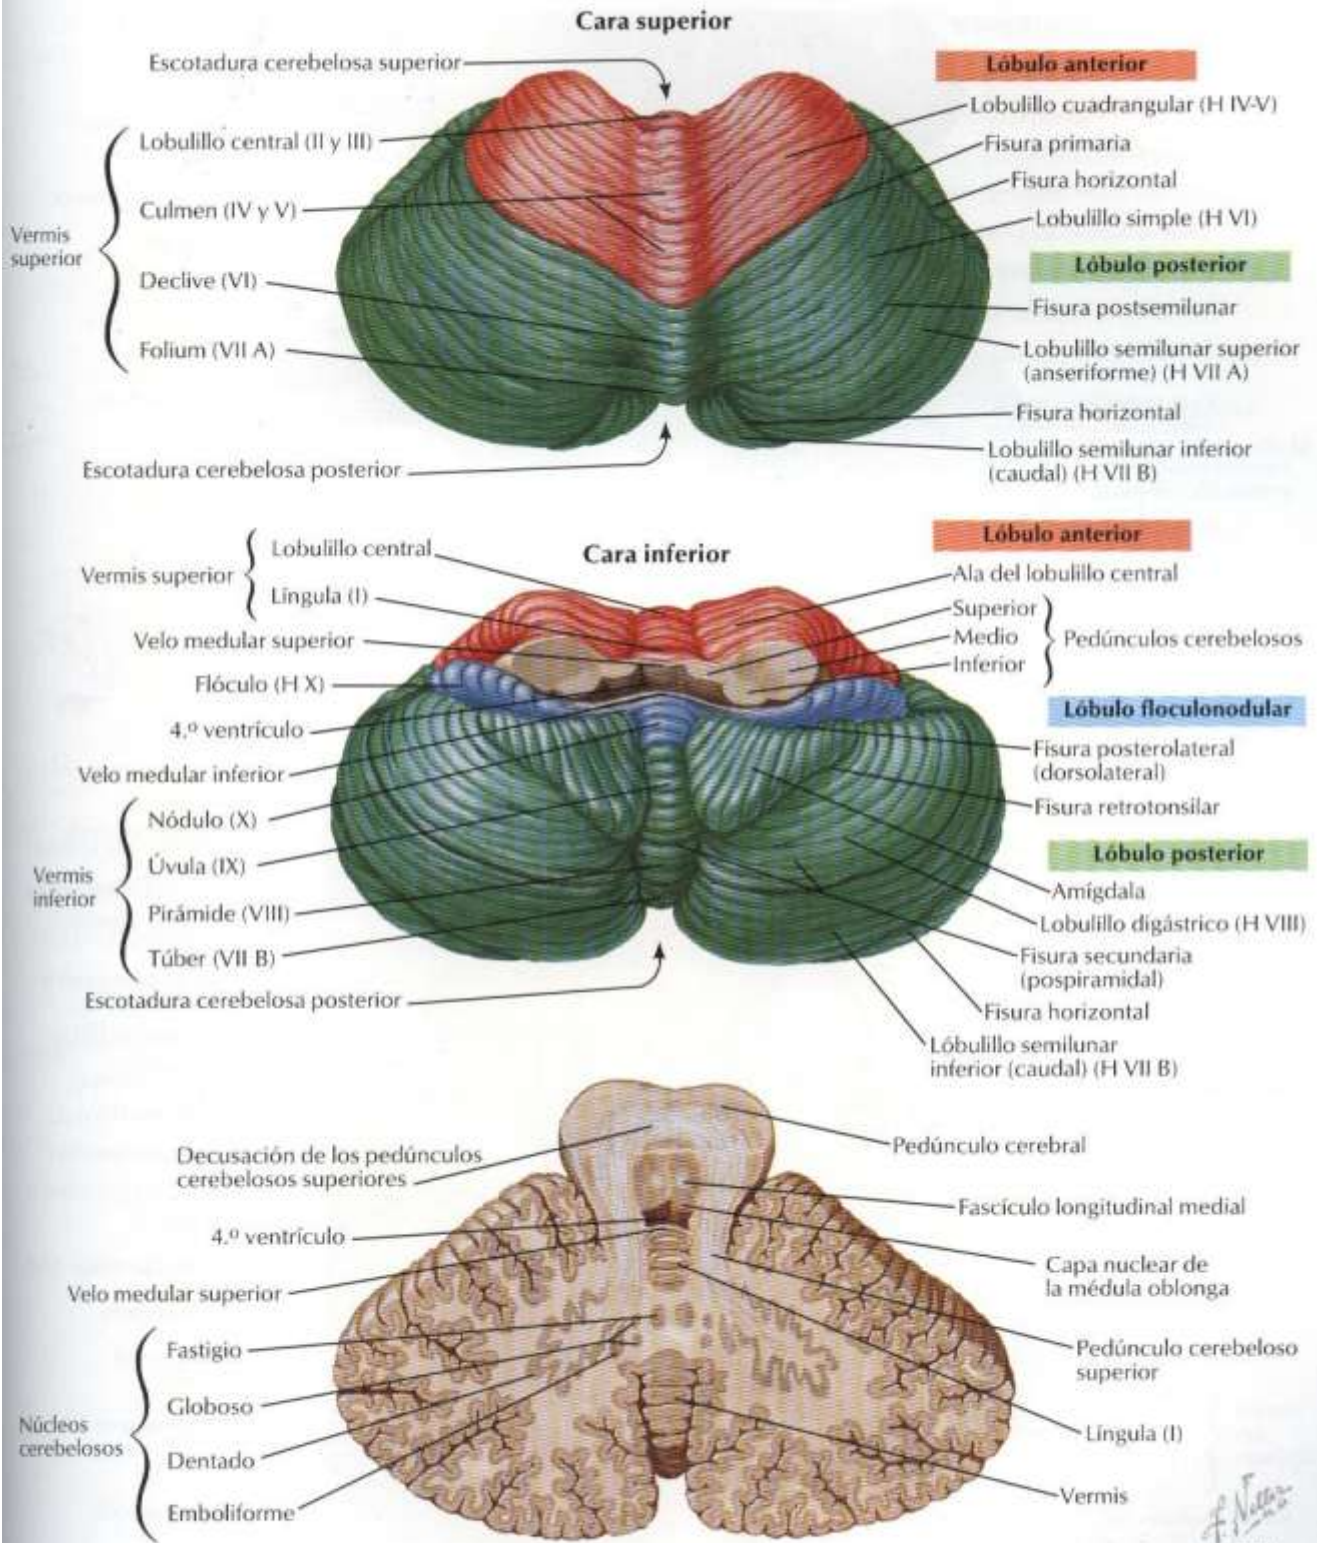 Cara superior
Escotadura cerebelosa superior
Vermis
superior
Lobulillo central (II y III)
Culmen (IV y V)
Declive (VI)
Folium (VII A)
Escotadura cerebelosa posterior
Lóbulo anterior
Lobulillo cuadrangular (H IV-V)
Fisura primaria
Fisura horizontal
Lobulillo simple (H VI)
Lóbulo posterior
Fisura postsemilunar
Lobulillo semilunar superior
(anseriforme) (H VII A)
Fisura horizontal
Lobulillo semilunar inferior
(caudal) (H VII B)
Cara inferior
Vermis superior
Lobulillo central
Língula (I)
Velo medular superior
Flóculo (H X)
4.º ventrículo
Velo medular inferior
Vermis
inferior
Nódulo (X)
Úvula (IX)
Pirámide (VIII)
Túber (VII B)
Escotadura cerebelosa posterior
Lóbulo anterior
Ala del lobulillo central
Superior
Medio
Inferior
Pedúnculos cerebelosos
Lóbulo floculonodular
Fisura posterolateral
(dorsolateral)
Fisura retrotonsilar
Lóbulo posterior
Amígdala
Lobulillo digástrico (H VIII)
Fisura secundaria
(pospiramidal)
Fisura horizontal
Lóbulillo semilunar
inferior (caudal) (H VII B)
Decusación de los pedúnculos
cerebelosos superiores
4.º ventrículo
Velo medular superior
Núcleos
cerebelosos
Fastigio
Globoso
Dentado
Emboliforme
Pedúnculo cerebral
Fascículo longitudinal medial
Capa nuclear de
la médula oblonga
Pedúnculo cerebeloso
superior
Língula (I)
Vermis
F. Netter